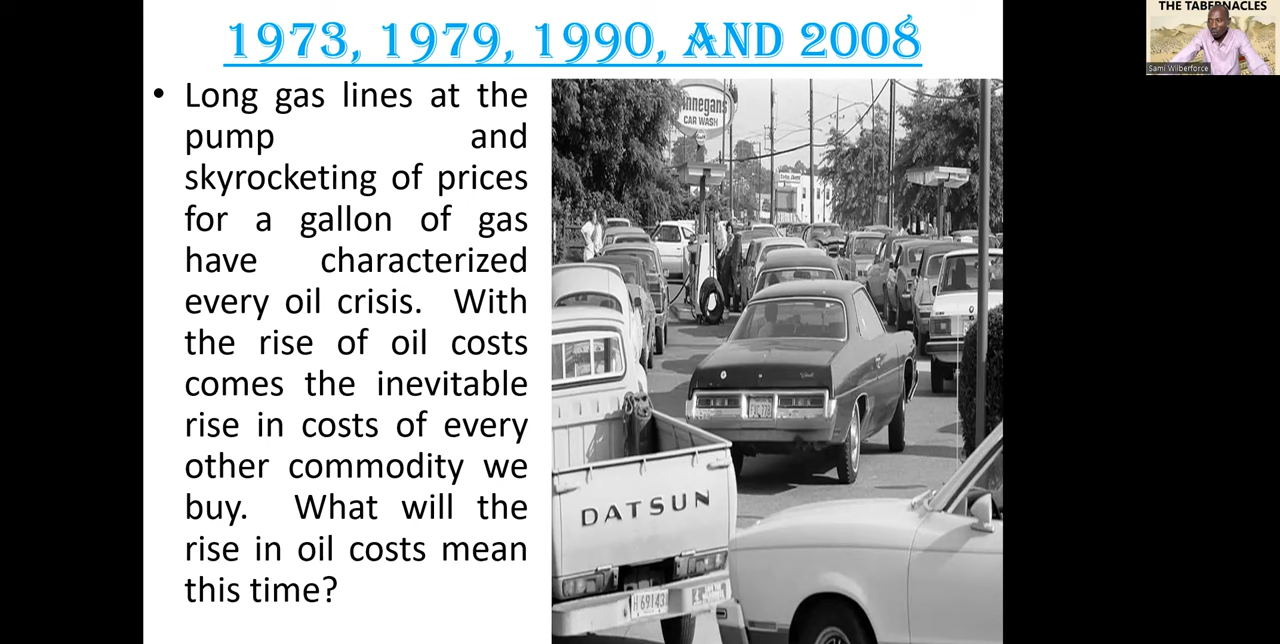 1973, 1979, 1990, AND 2008
• Long gas lines at the
pump and
skyrocketing of prices
for a gallon of gas
have characterized
every oil crisis.  With
the rise of oil costs
comes the inevitable
rise in costs of every
other commodity we
buy.  What will the
rise in oil costs mean
this time?
THE TABERNACLES
Sami Wilberforce
nnegans
CAR WASH
DATSUN
H 69143